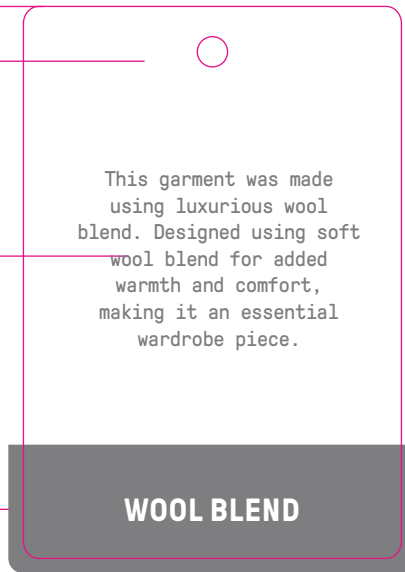 This garment was made
using luxurious wool
blend. Designed using soft
wool blend for added
warmth and comfort,
making it an essential
wardrobe piece.
WOOL BLEND